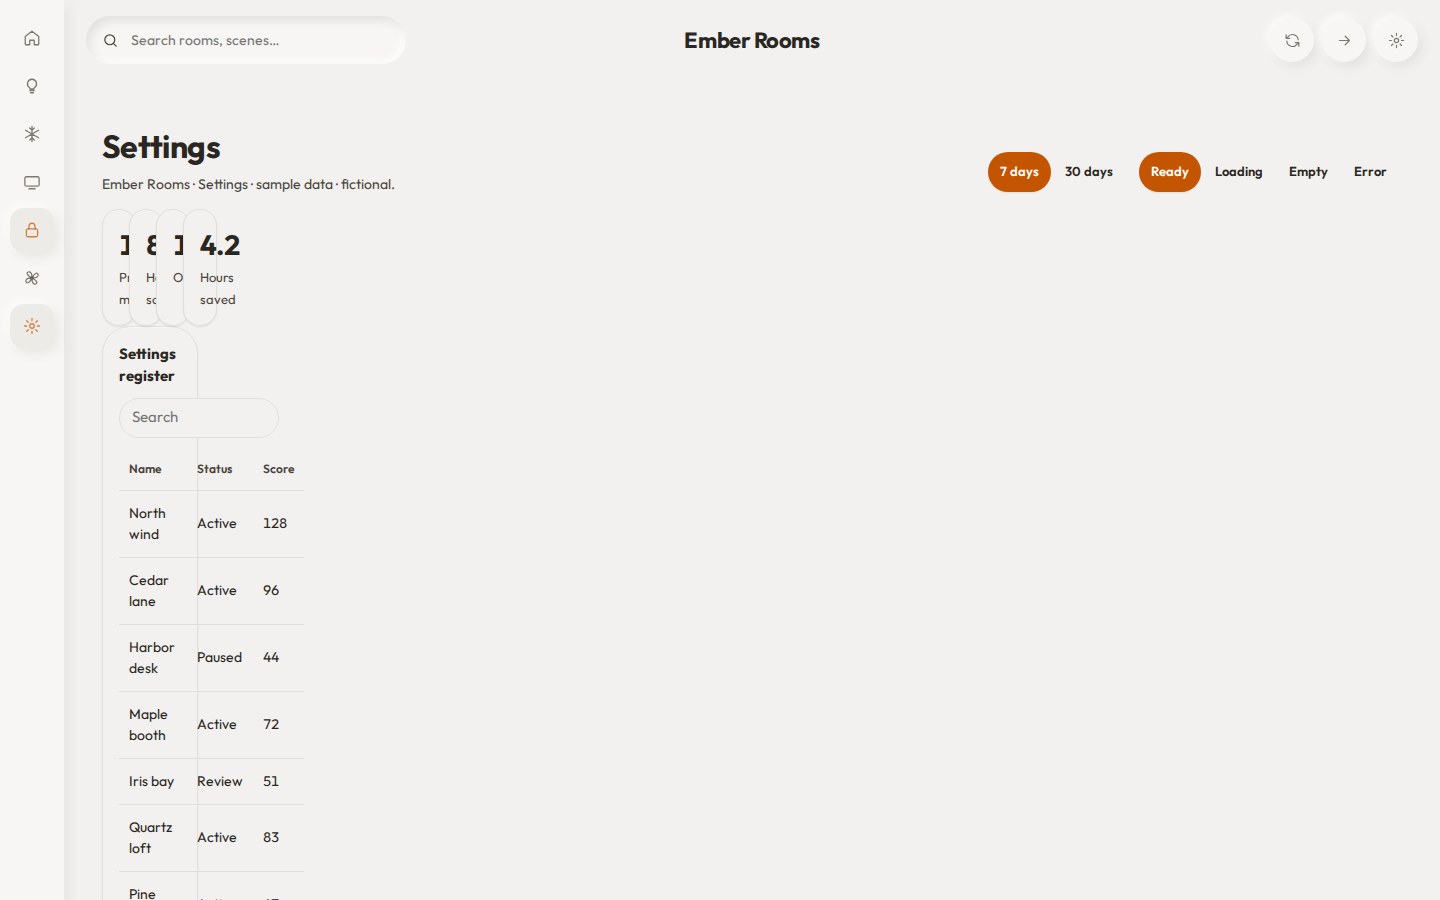 Search rooms, scenes...
Ember Rooms
Settings
Ember Rooms · Settings · sample data · fictional.
7 days
30 days
Ready
Loading
Empty
Error
4.2
Hours
saved
Settings
register
Search
Name Status Score
North
wind
Active 128
Cedar
lane
Active 96
Harbor
desk
Paused 44
Maple
booth
Active 72
Iris bay Review 51
Quartz
loft
Active 83
Pine